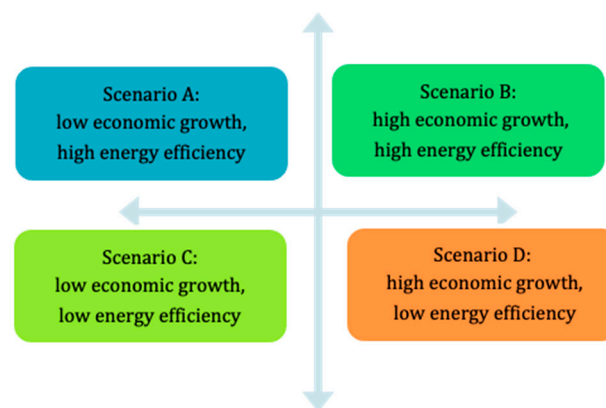 Scenario A:
low economic growth,
high energy efficiency
Scenario B:
high economic growth,
high energy efficiency
Scenario C:
low economic growth,
low energy efficiency
Scenario D:
high economic growth,
low energy efficiency